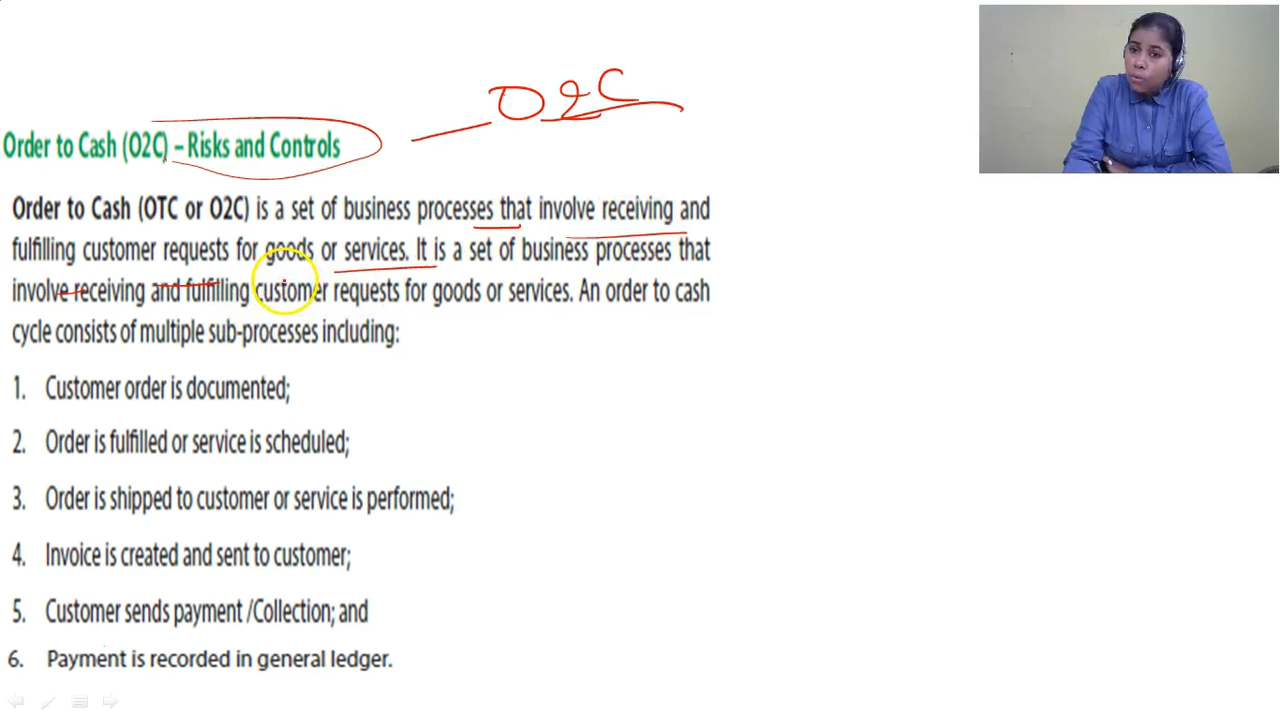 O2C
Order to Cash (O2C) – Risks and Controls
Order to Cash (OTC or O2C) is a set of business processes that involve receiving and
fulfilling customer requests for goods or services. It is a set of business processes that
involve receiving and fulfilling customer requests for goods or services. An order to cash
cycle consists of multiple sub-processes including:
1. Customer order is documented;
2. Order is fulfilled or service is scheduled;
3. Order is shipped to customer or service is performed;
4. Invoice is created and sent to customer;
5. Customer sends payment /Collection; and
6. Payment is recorded in general ledger.